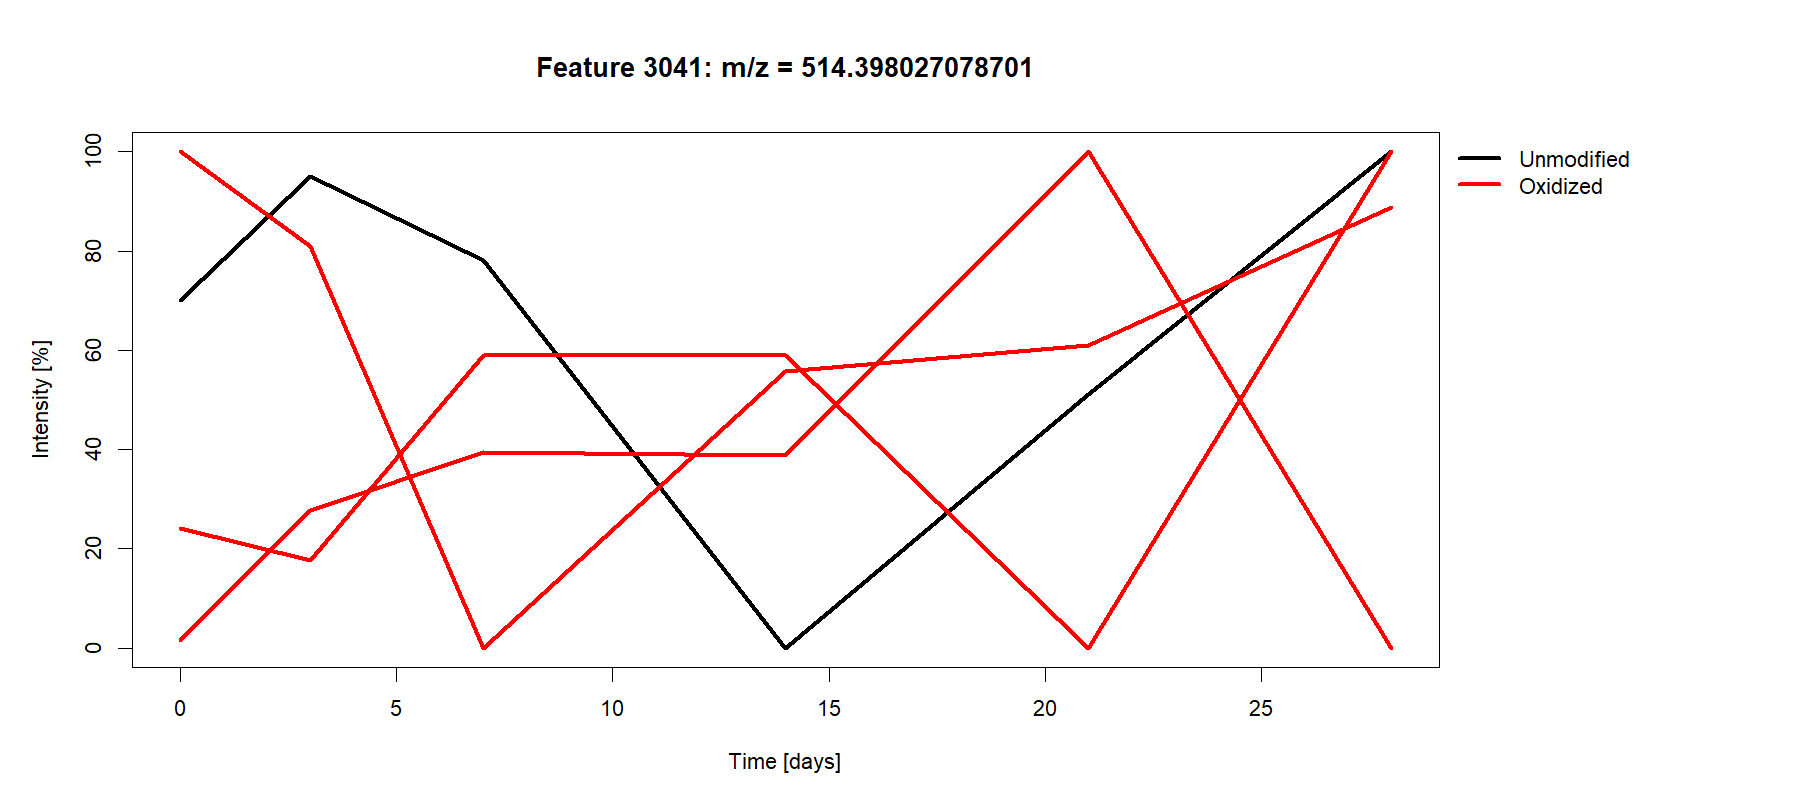 Feature 3041: m/z = 514.398027078701
Unmodified
Oxidized
Intensity [%]
100
80
60
40
20
0
0 5 10 15 20 25
Time [days]